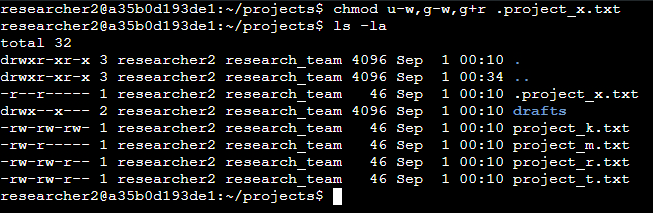 researcher2@a35b0d193de1:~/projects$ chmod u-w,g-w,g+r .project_x.txt
researcher2@a35b0d193de1:~/projects$ ls -la
total 32
drwxr-xr-x 3 researcher2 research_team 4096 Sep  1 00:10 .
drwxr-xr-x 3 researcher2 research_team 4096 Sep  1 00:34 ..
-r--r----- 1 researcher2 research_team   46 Sep  1 00:10 .project_x.txt
drwx--x--- 2 researcher2 research_team 4096 Sep  1 00:10 drafts
-rw-rw-rw- 1 researcher2 research_team   46 Sep  1 00:10 project_k.txt
-rw-r----- 1 researcher2 research_team   46 Sep  1 00:10 project_m.txt
-rw-rw-r-- 1 researcher2 research_team   46 Sep  1 00:10 project_r.txt
-rw-rw-r-- 1 researcher2 research_team   46 Sep  1 00:10 project_t.txt
researcher2@a35b0d193de1:~/projects$